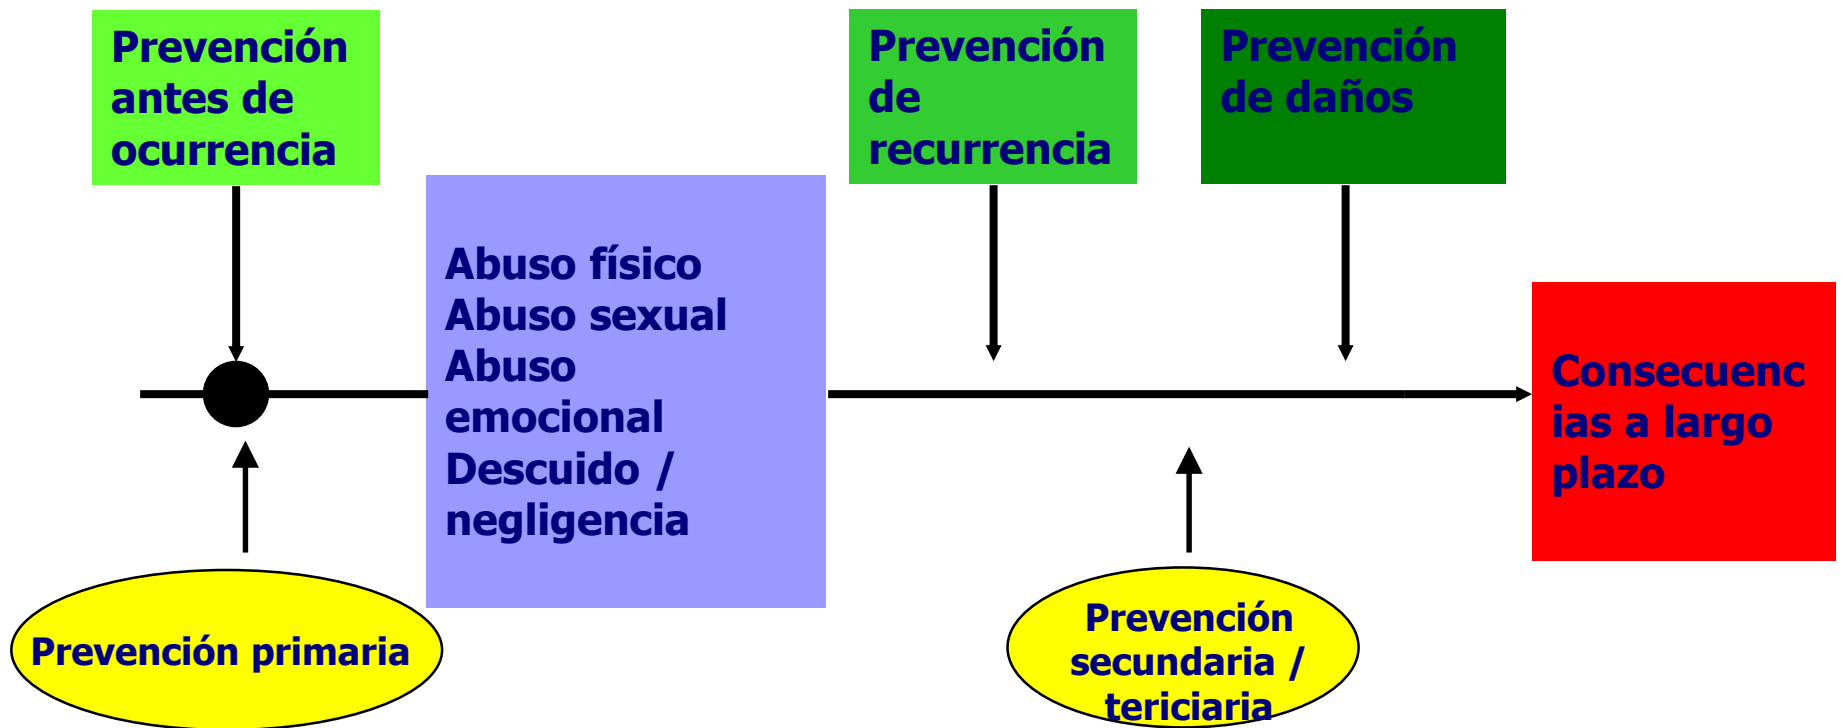 Prevención
antes de
ocurrencia
Prevención
de
recurrencia
Prevención
de daños
Abuso físico
Abuso sexual
Abuso
emocional
Descuido /
negligencia
Consecuenc
ias a largo
plazo
Prevención primaria
Prevención
secundaria /
tericiaria